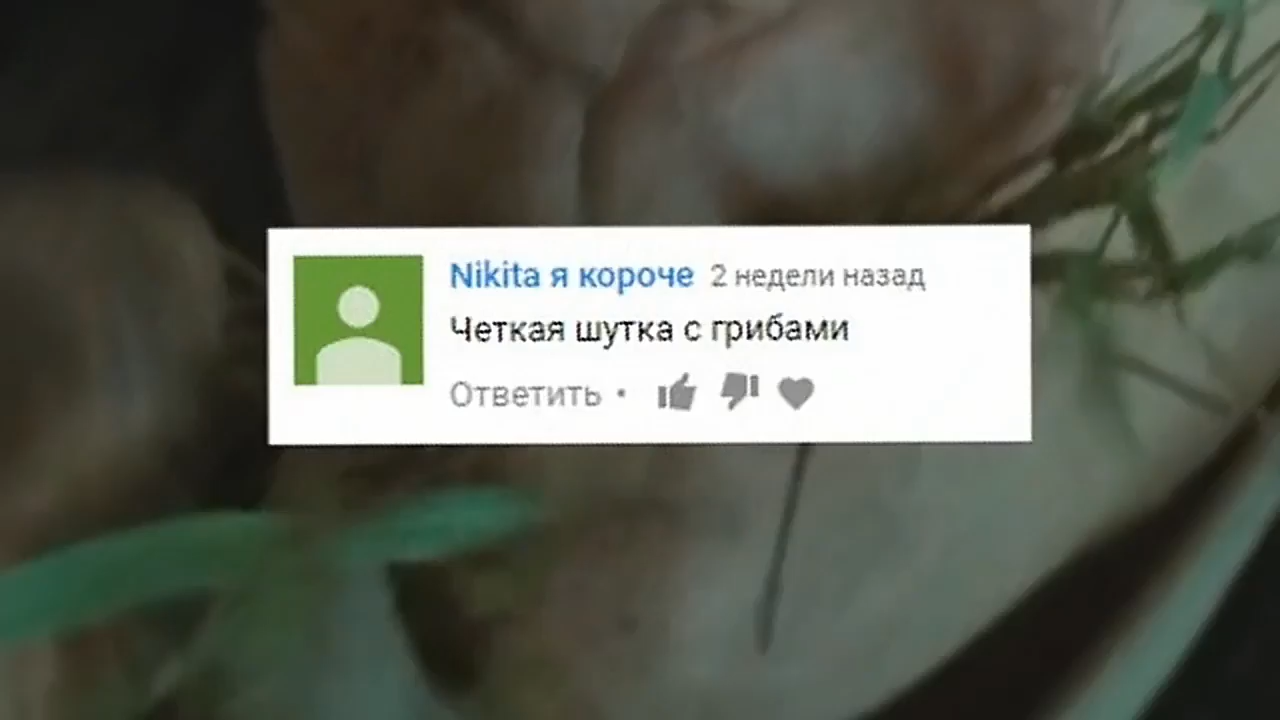 Nikita я короче 2 недели назад
Четкая шутка с грибами
Ответить •